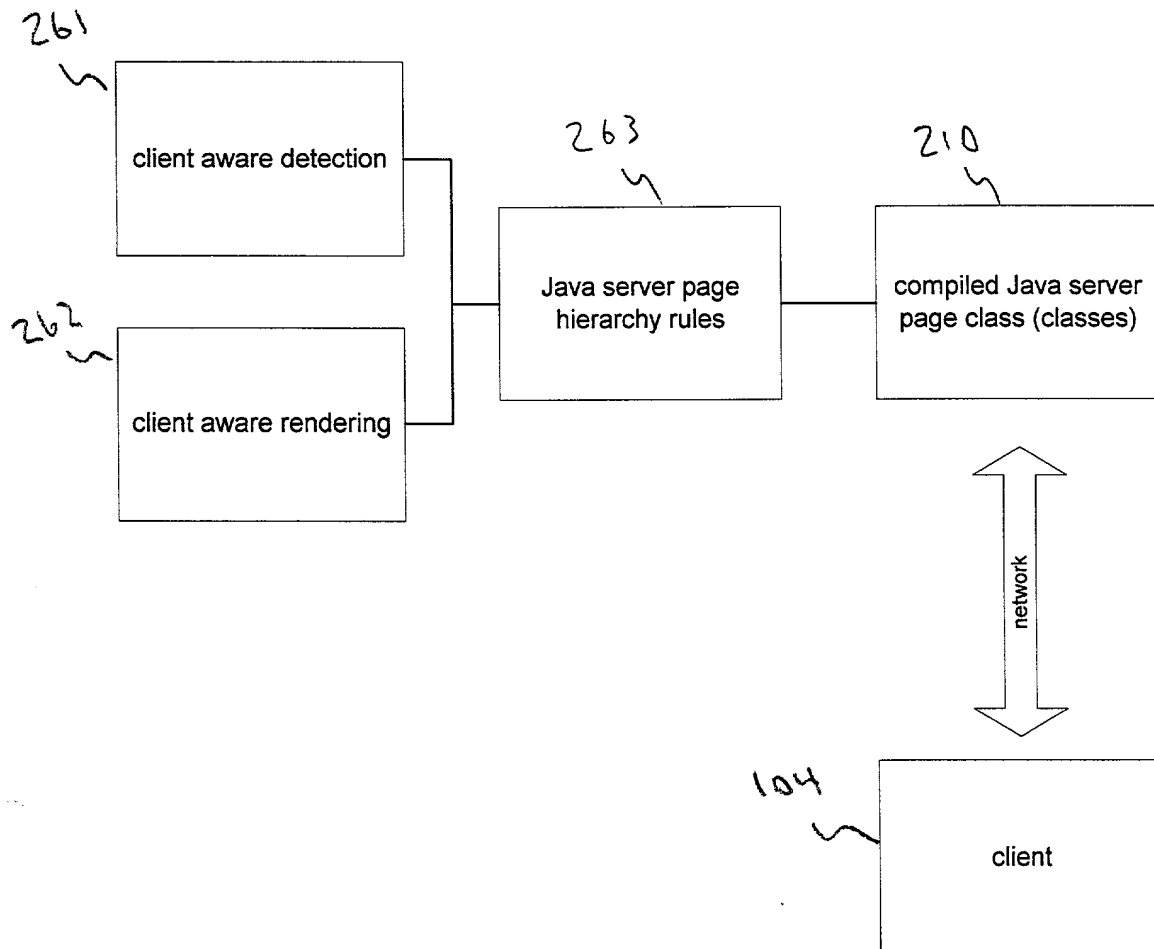 261
client aware detection
263
210
Java server page
hierarchy rules
compiled Java server
page class (classes)
262
client aware rendering
network
104
client